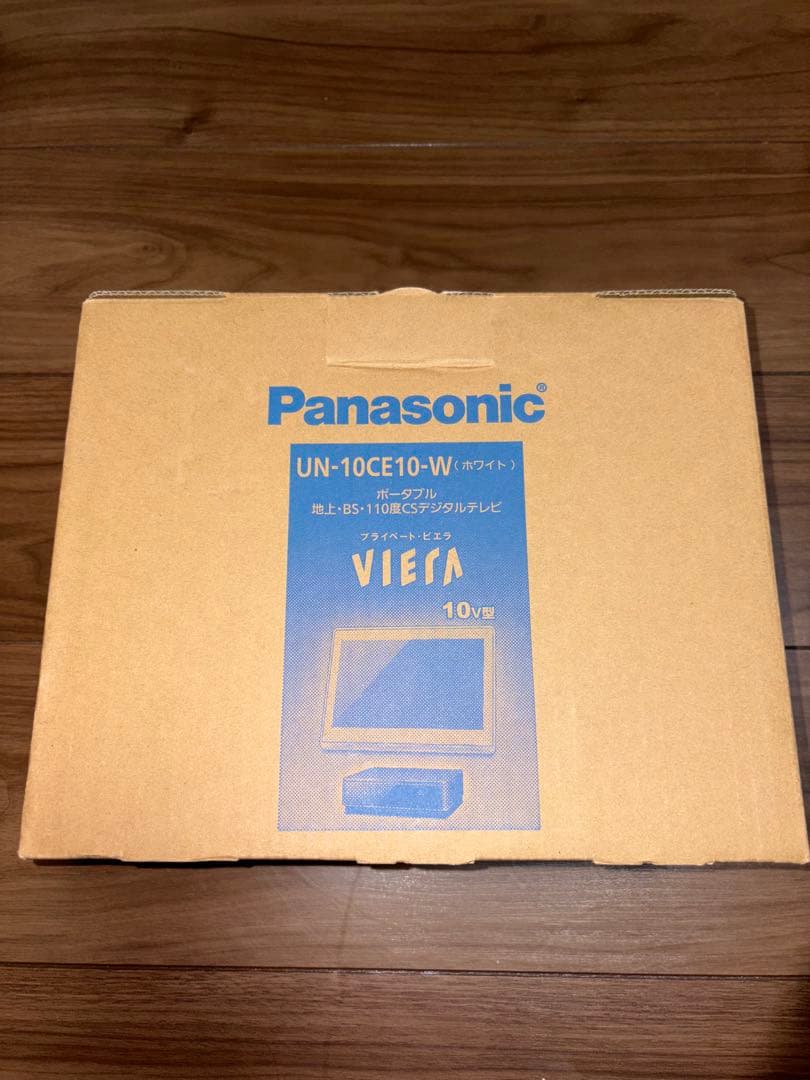 Panasonic®
UN-10CE10-W（ホワイト）
ポータブル
地上・BS・110度CSデジタルテレビ
プライベート・ビエラ
VIERA
10V型